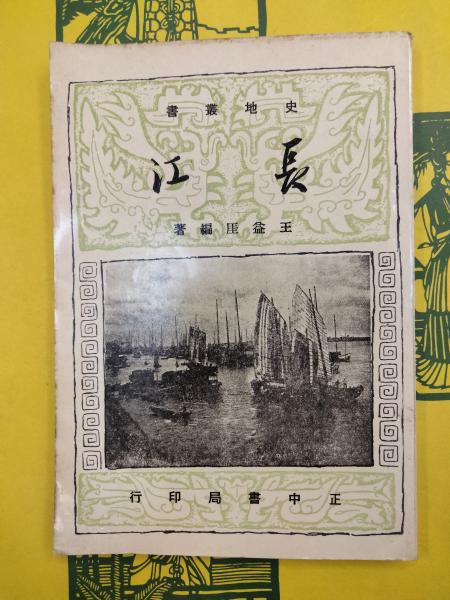 史地叢書
長江
王益厓編著
正中書局印行